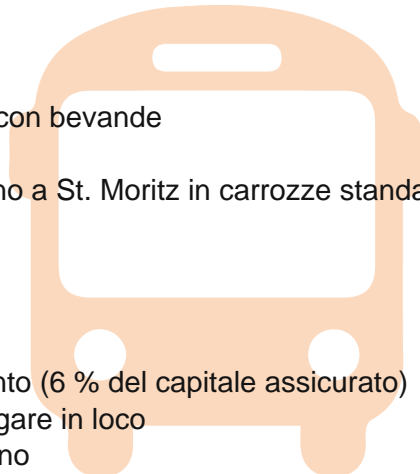 con bevande
no a St. Moritz in carrozze standa
nto (6 % del capitale assicurato)
gare in loco
no